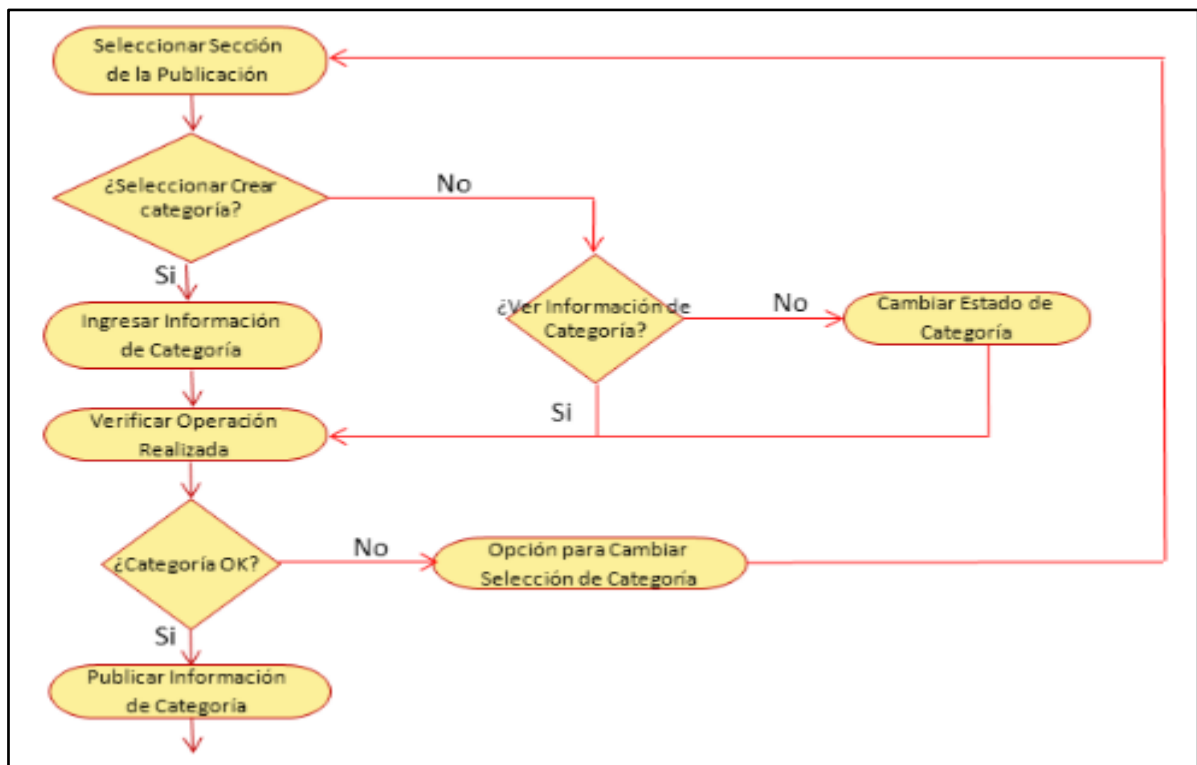 Seleccionar Sección
de la Publicación
¿Seleccionar Crear
categoría?
No
Si
¿Ver Información de
Categoría?
No
Cambiar Estado de
Categoría
Ingresar Información
de Categoría
Si
Verificar Operación
Realizada
¿Categoría OK?
No
Opción para Cambiar
Selección de Categoría
Si
Publicar Información
de Categoría